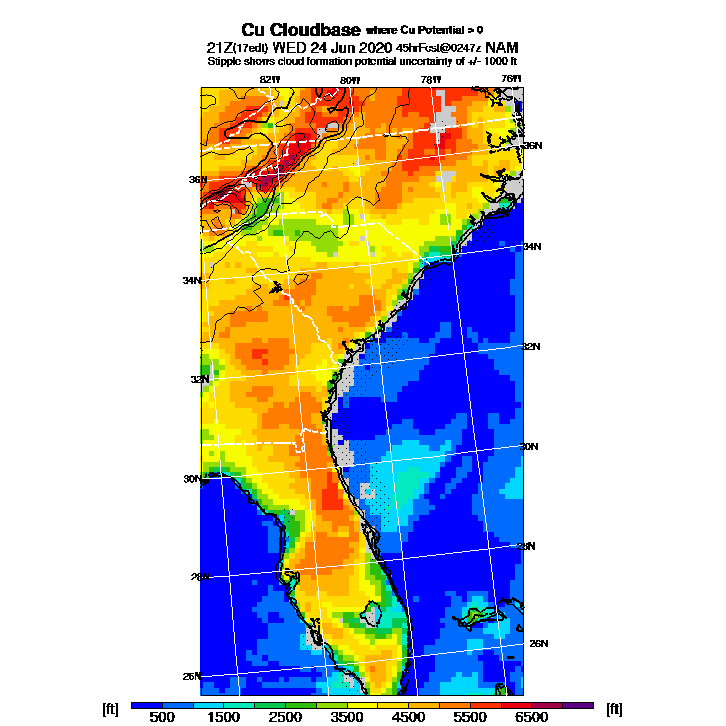 Cu Cloudbase where Cu Potential > 0
21Z(17edt) WED 24 Jun 2020 45hrFcst@0247z NAM
Stipple shows cloud formation potential uncertainty of +/- 1000 ft
82W 80W 78W 76W
36N
36N
34N
34N
32N
32N
30N
30N
28N
28N
26N
26N
[ft] [ft]
500 1500 2500 3500 4500 5500 6500